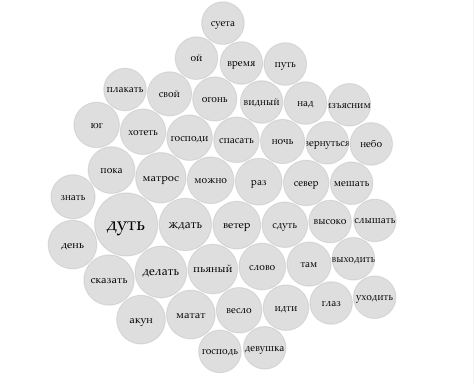 суета
ой время путь
плакать свой огонь видный над изъясним
юг хотеть господи спасать ночь вернуться небо
пока матрос можно раз север мешать
знать дуть ждать ветер сдуть высоко слышать
день сказать делать пьяный слово там выходить
акун матат весло идти глаз уходить
господь девушка